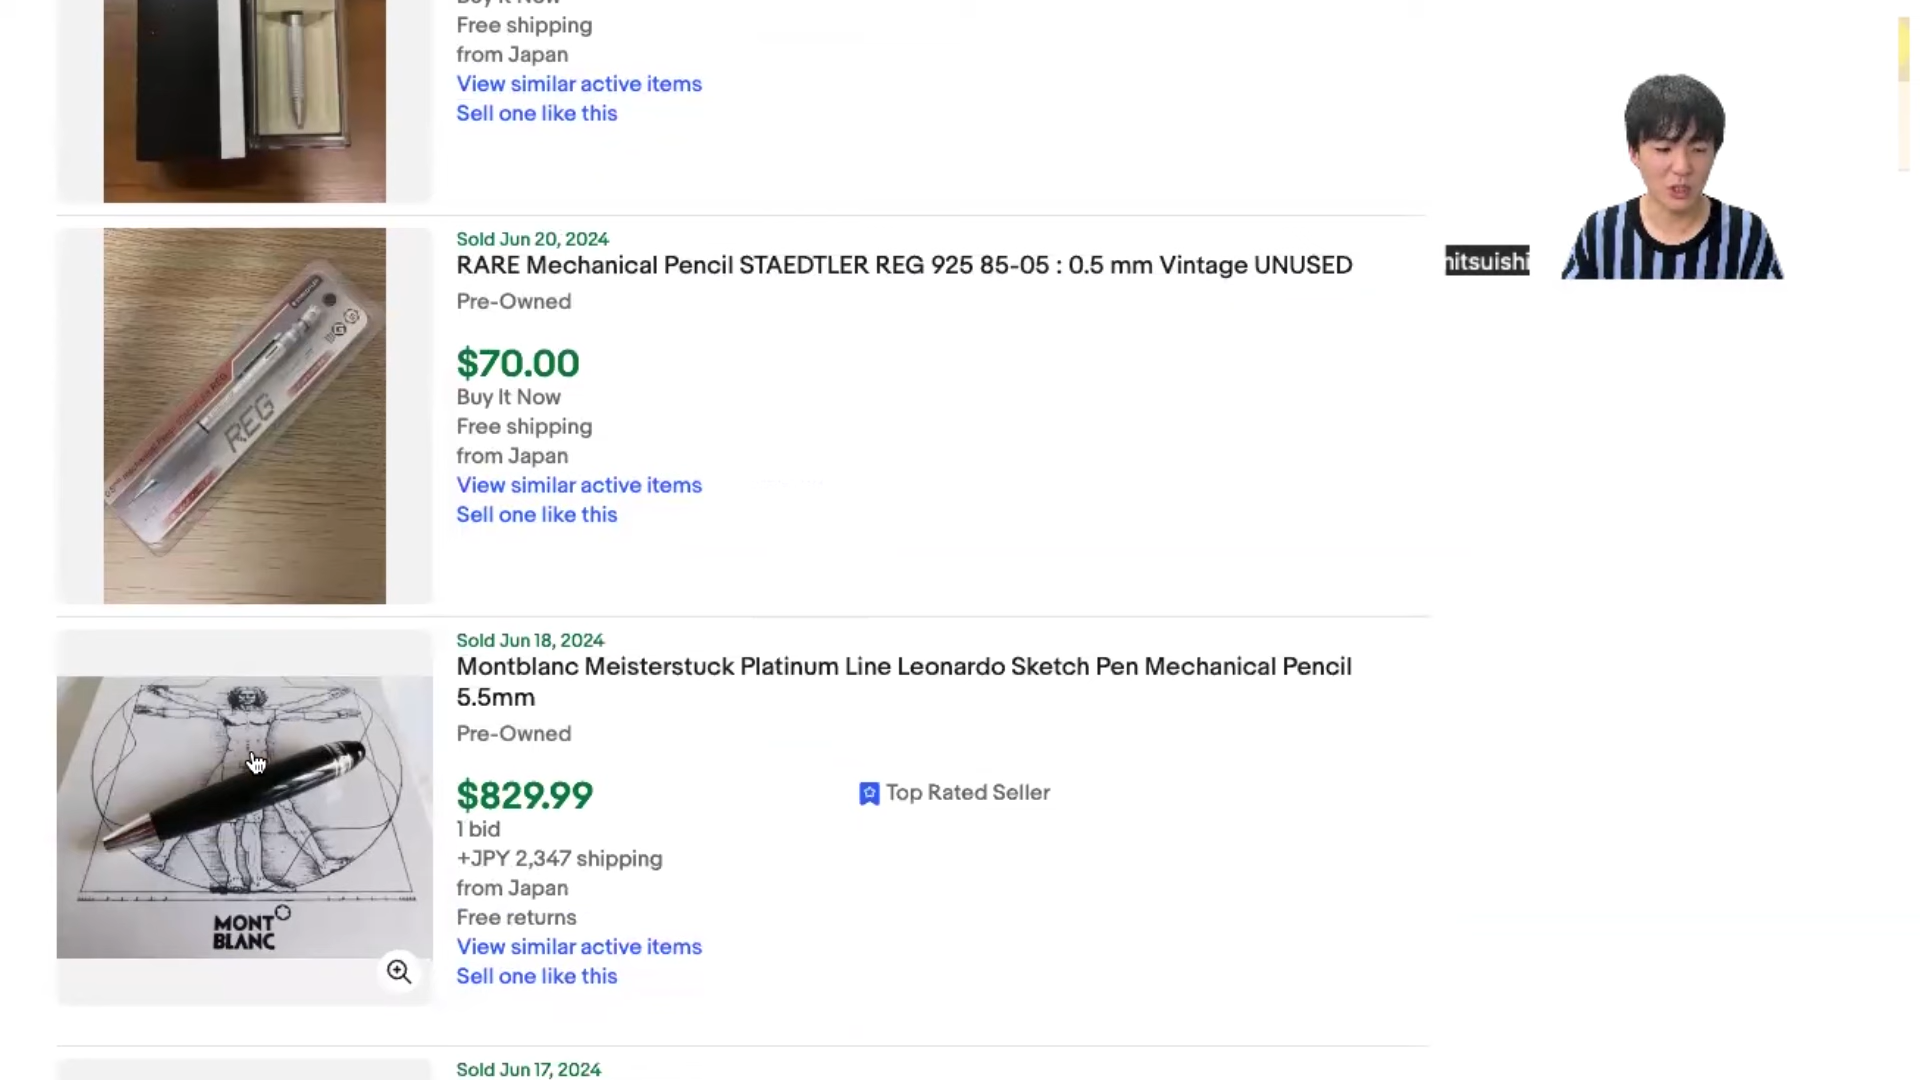 Free shipping
from Japan
View similar active items
Sell one like this
Sold Jun 20, 2024
RARE Mechanical Pencil STAEDTLER REG 925 85-05 : 0.5 mm Vintage UNUSED
Pre-Owned
REG
$70.00
Buy It Now
Free shipping
from Japan
View similar active items
Sell one like this
Sold Jun 18, 2024
Montblanc Meisterstuck Platinum Line Leonardo Sketch Pen Mechanical Pencil
5.5mm
Pre-Owned
$829.99
Top Rated Seller
1 bid
+JPY 2,347 shipping
from Japan
Free returns
View similar active items
Sell one like this
MONT
BLANC
Sold Jun 17, 2024